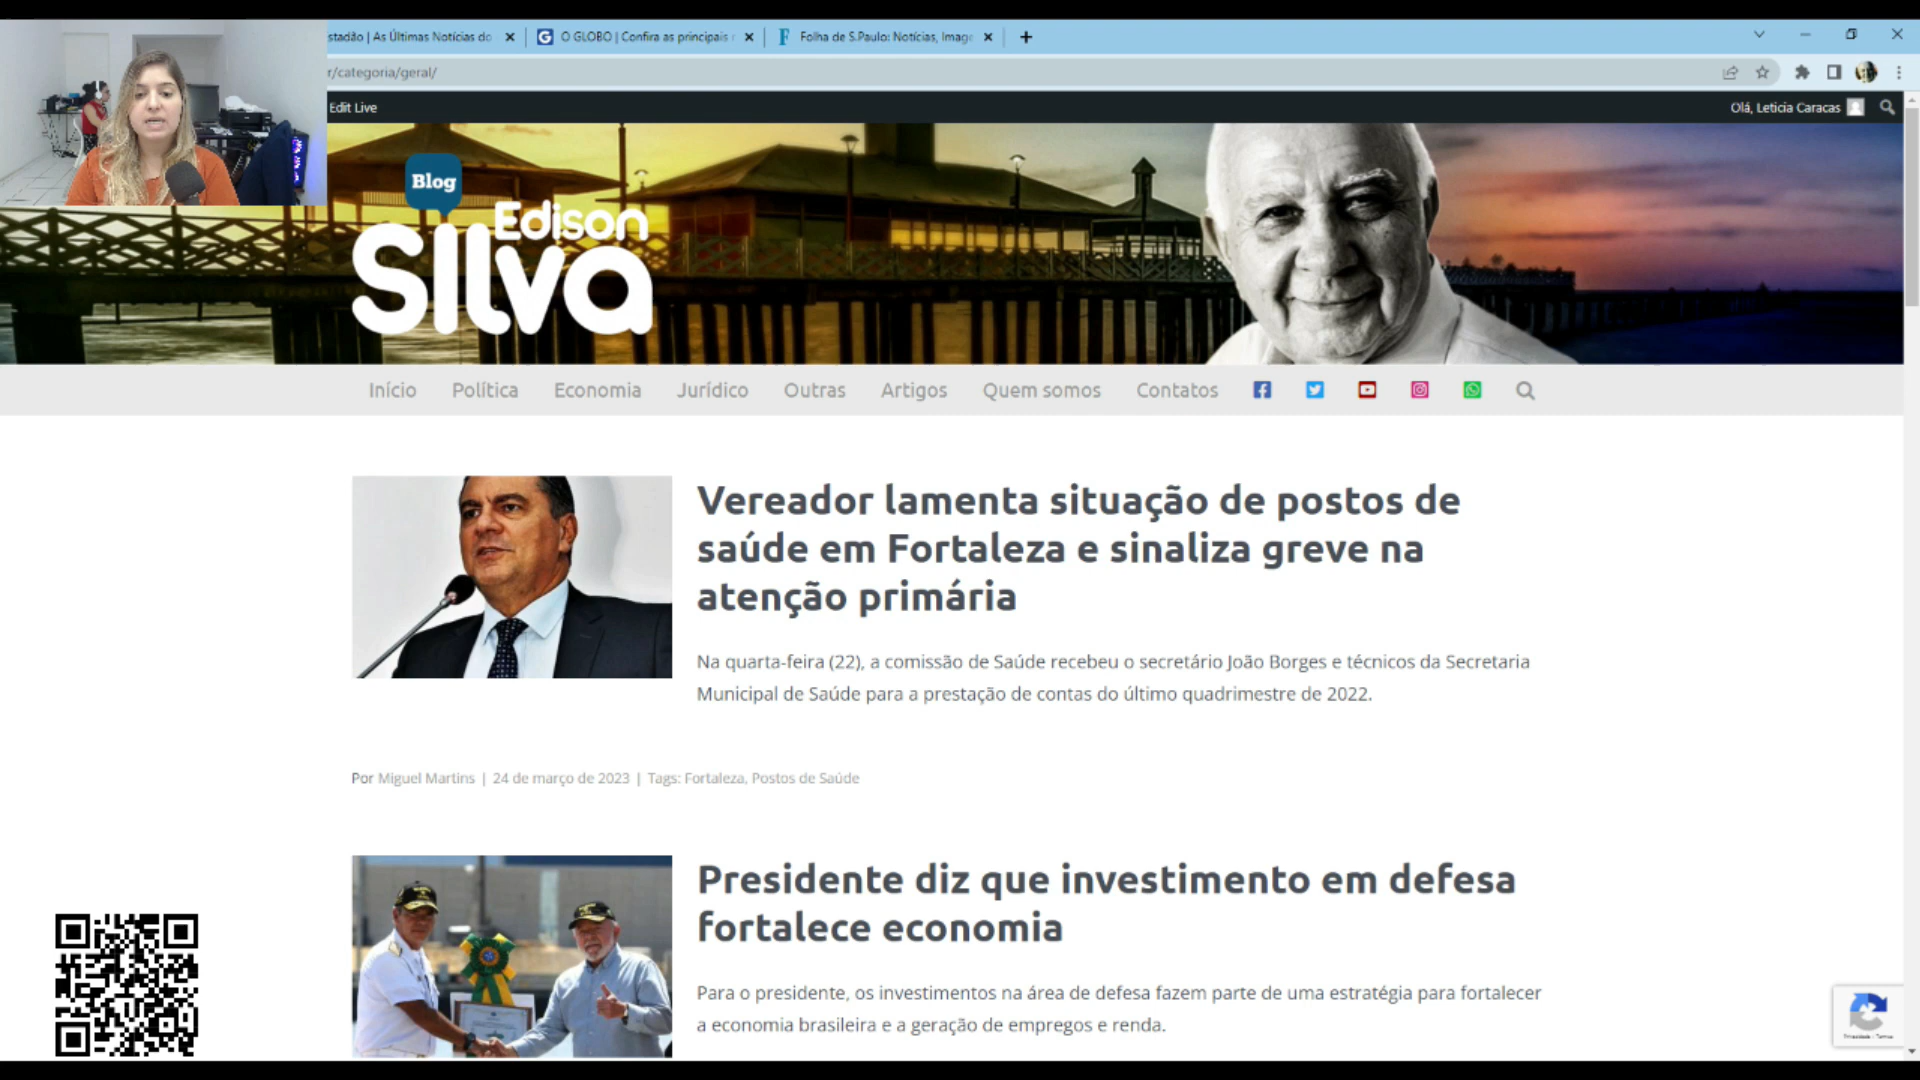 stadão | As Últimas Notícias do
O GLOBO | Confira as principais
Folha de S.Paulo: Notícias, Image
r/categoria/geral/
Edit Live
Olá, Leticia Caracas
Blog
Edison
Silva
Início
Política
Economia
Jurídico
Outras
Artigos
Quem somos
Contatos
Vereador lamenta situação de postos de
saúde em Fortaleza e sinaliza greve na
atenção primária
Na quarta-feira (22), a comissão de Saúde recebeu o secretário João Borges e técnicos da Secretaria
Municipal de Saúde para a prestação de contas do último quadrimestre de 2022.
Por Miguel Martins | 24 de março de 2023 | Tags: Fortaleza, Postos de Saúde
Presidente diz que investimento em defesa
fortalece economia
Para o presidente, os investimentos na área de defesa fazem parte de uma estratégia para fortalecer
a economia brasileira e a geração de empregos e renda.